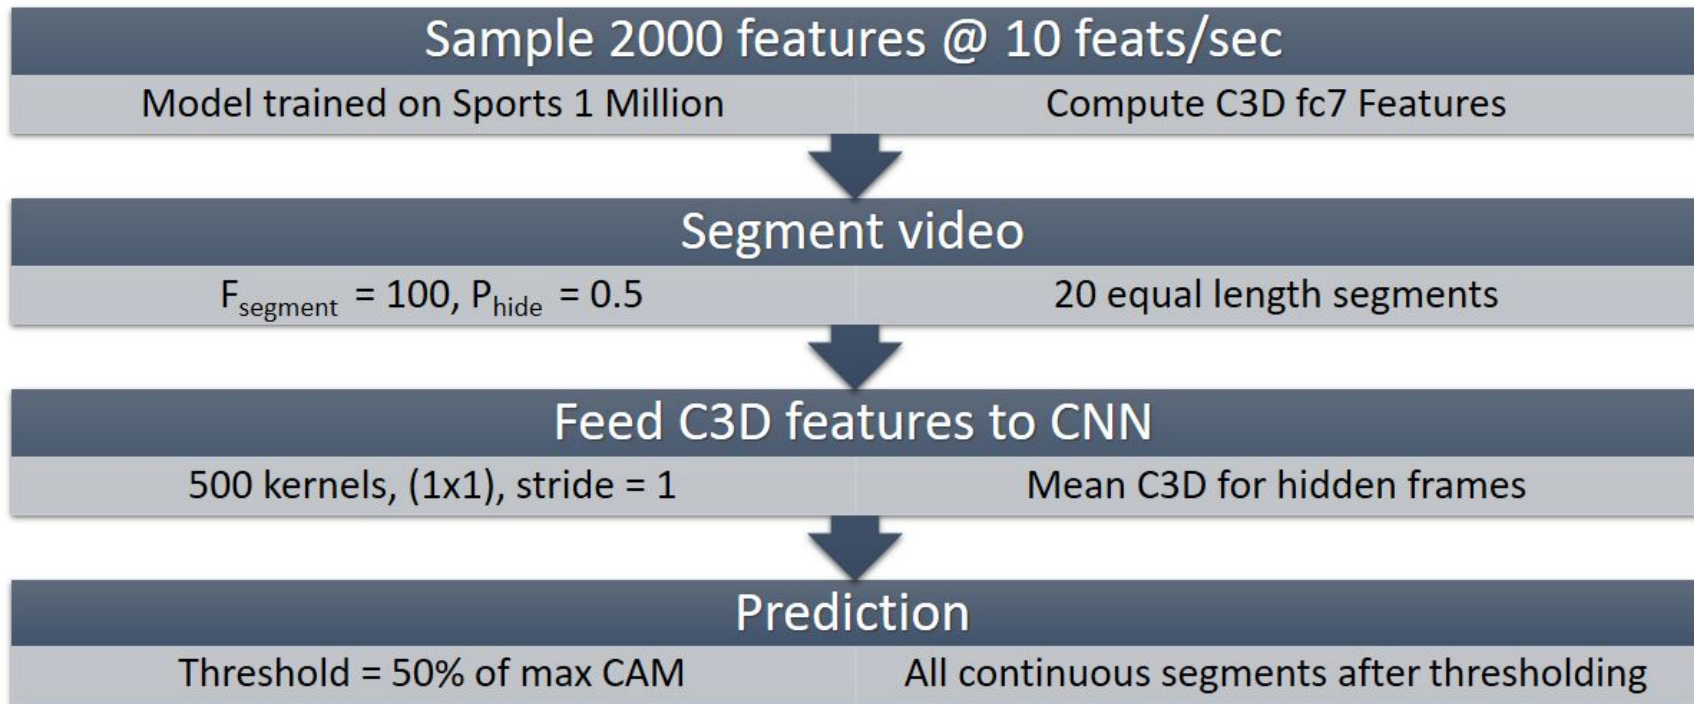 Sample 2000 features @ 10 feats/sec
Model trained on Sports 1 Million
Compute C3D fc7 Features
Segment video
F_segment = 100, P_hide = 0.5
20 equal length segments
Feed C3D features to CNN
500 kernels, (1x1), stride = 1
Mean C3D for hidden frames
Prediction
Threshold = 50% of max CAM
All continuous segments after thresholding